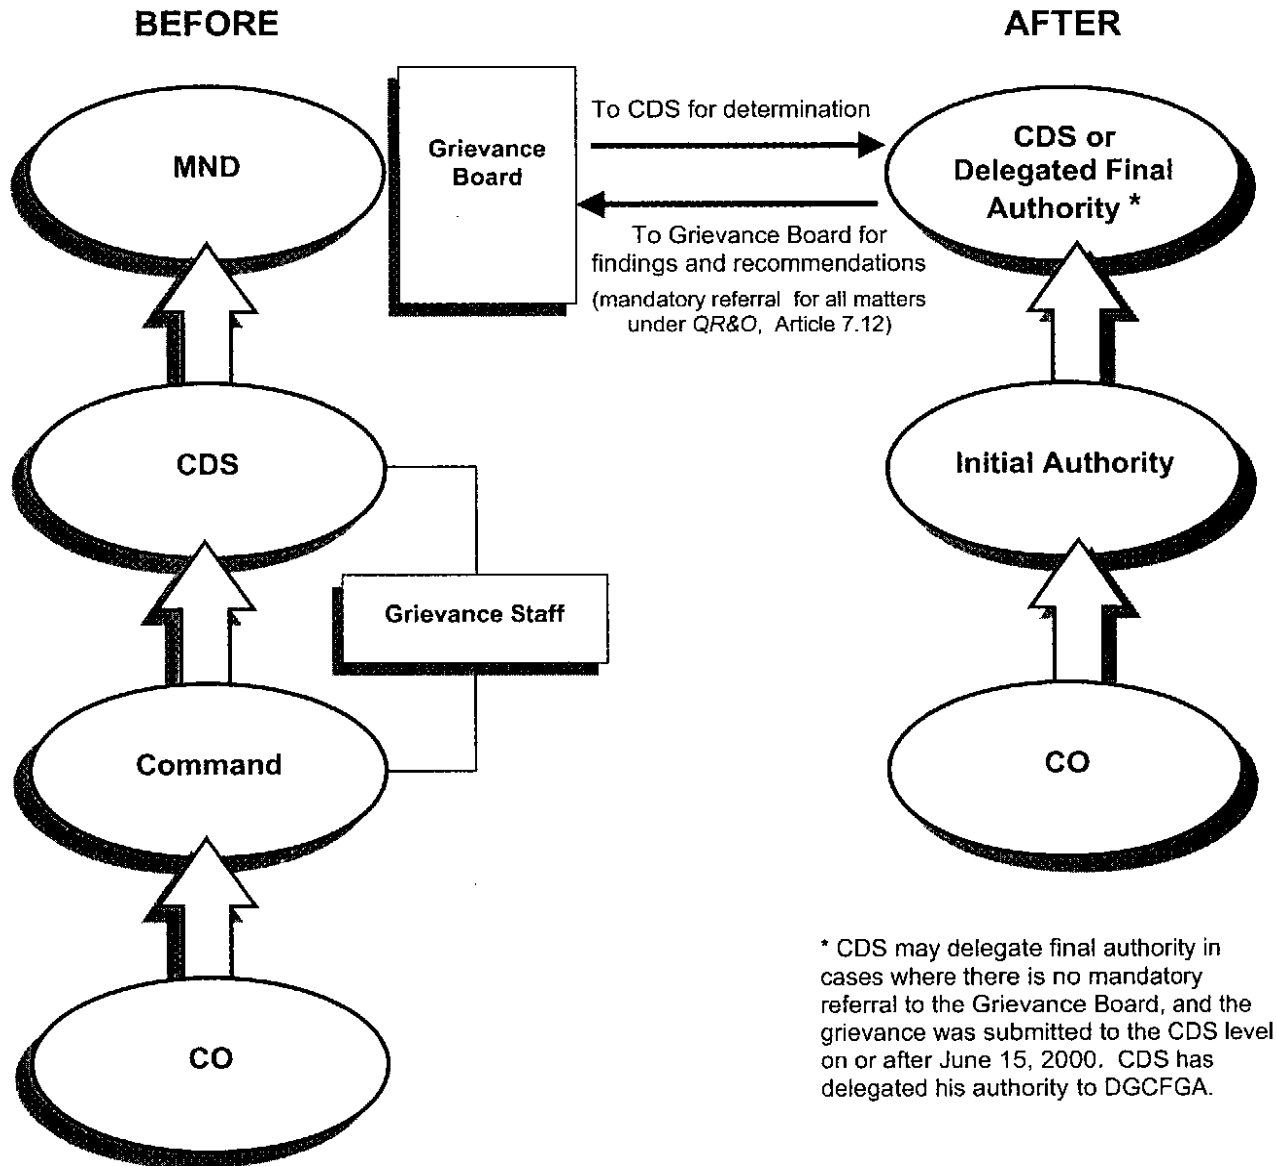 BEFORE
AFTER
MND
Grievance
Board
To CDS for determination
To Grievance Board for
findings and recommendations
(mandatory referral for all matters
under QR&O, Article 7.12)
CDS or
Delegated Final
Authority *
CDS
Initial Authority
Grievance Staff
Command
CO
CO
* CDS may delegate final authority in
cases where there is no mandatory
referral to the Grievance Board, and the
grievance was submitted to the CDS level
on or after June 15, 2000. CDS has
delegated his authority to DGCFGA.